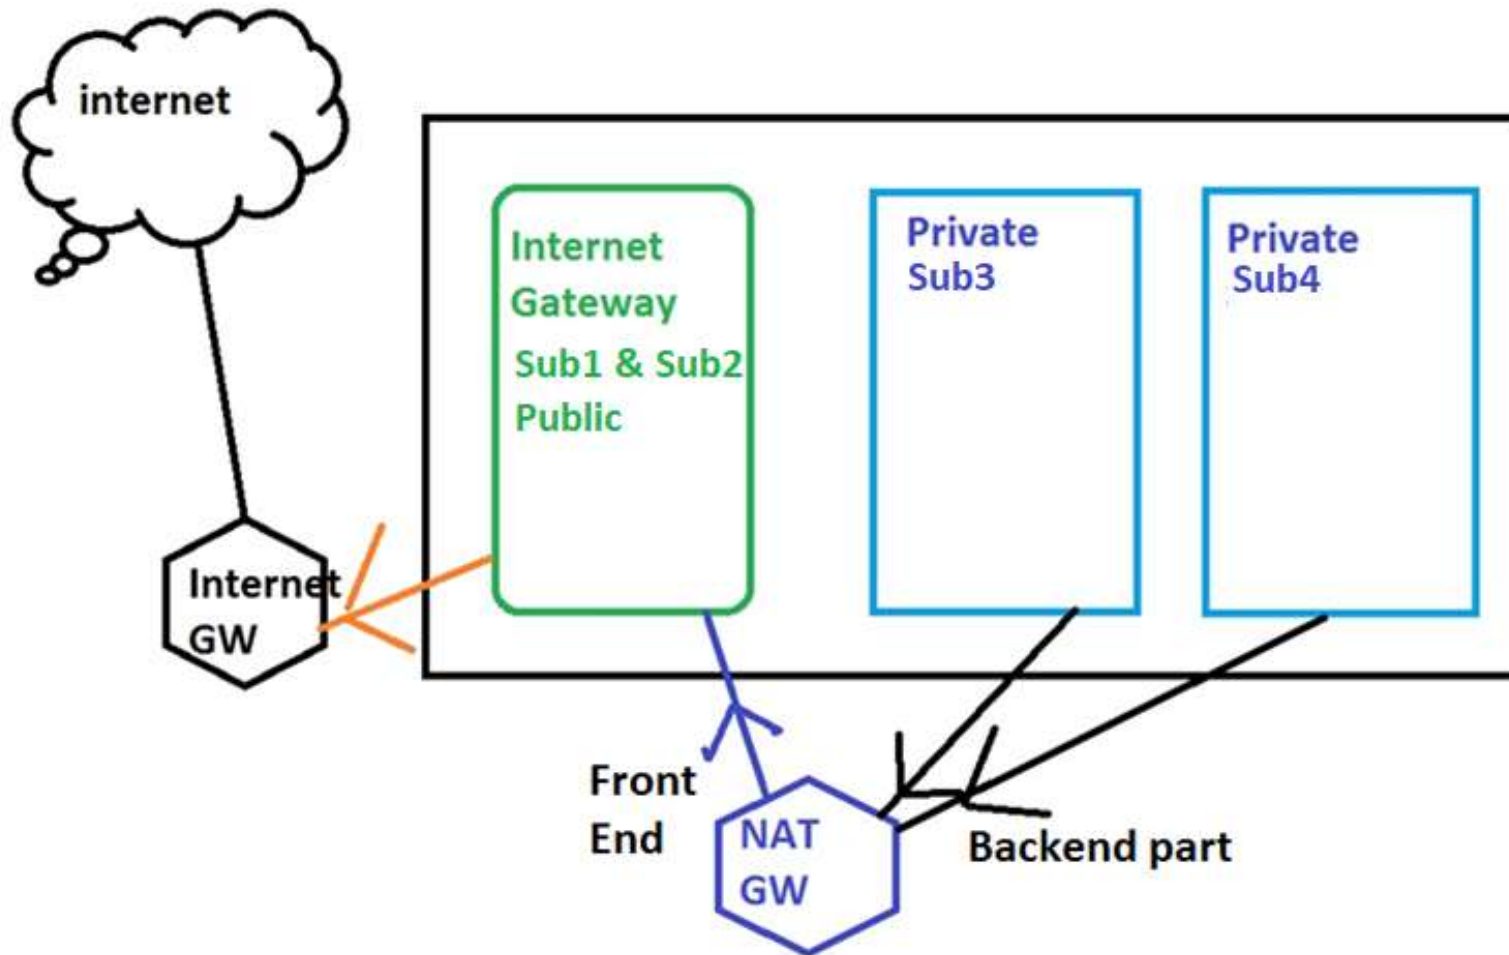 internet
Internet
Gateway
Sub1 & Sub2
Public
Private
Sub3
Private
Sub4
Internet
GW
Front
End
NAT
GW
Backend part